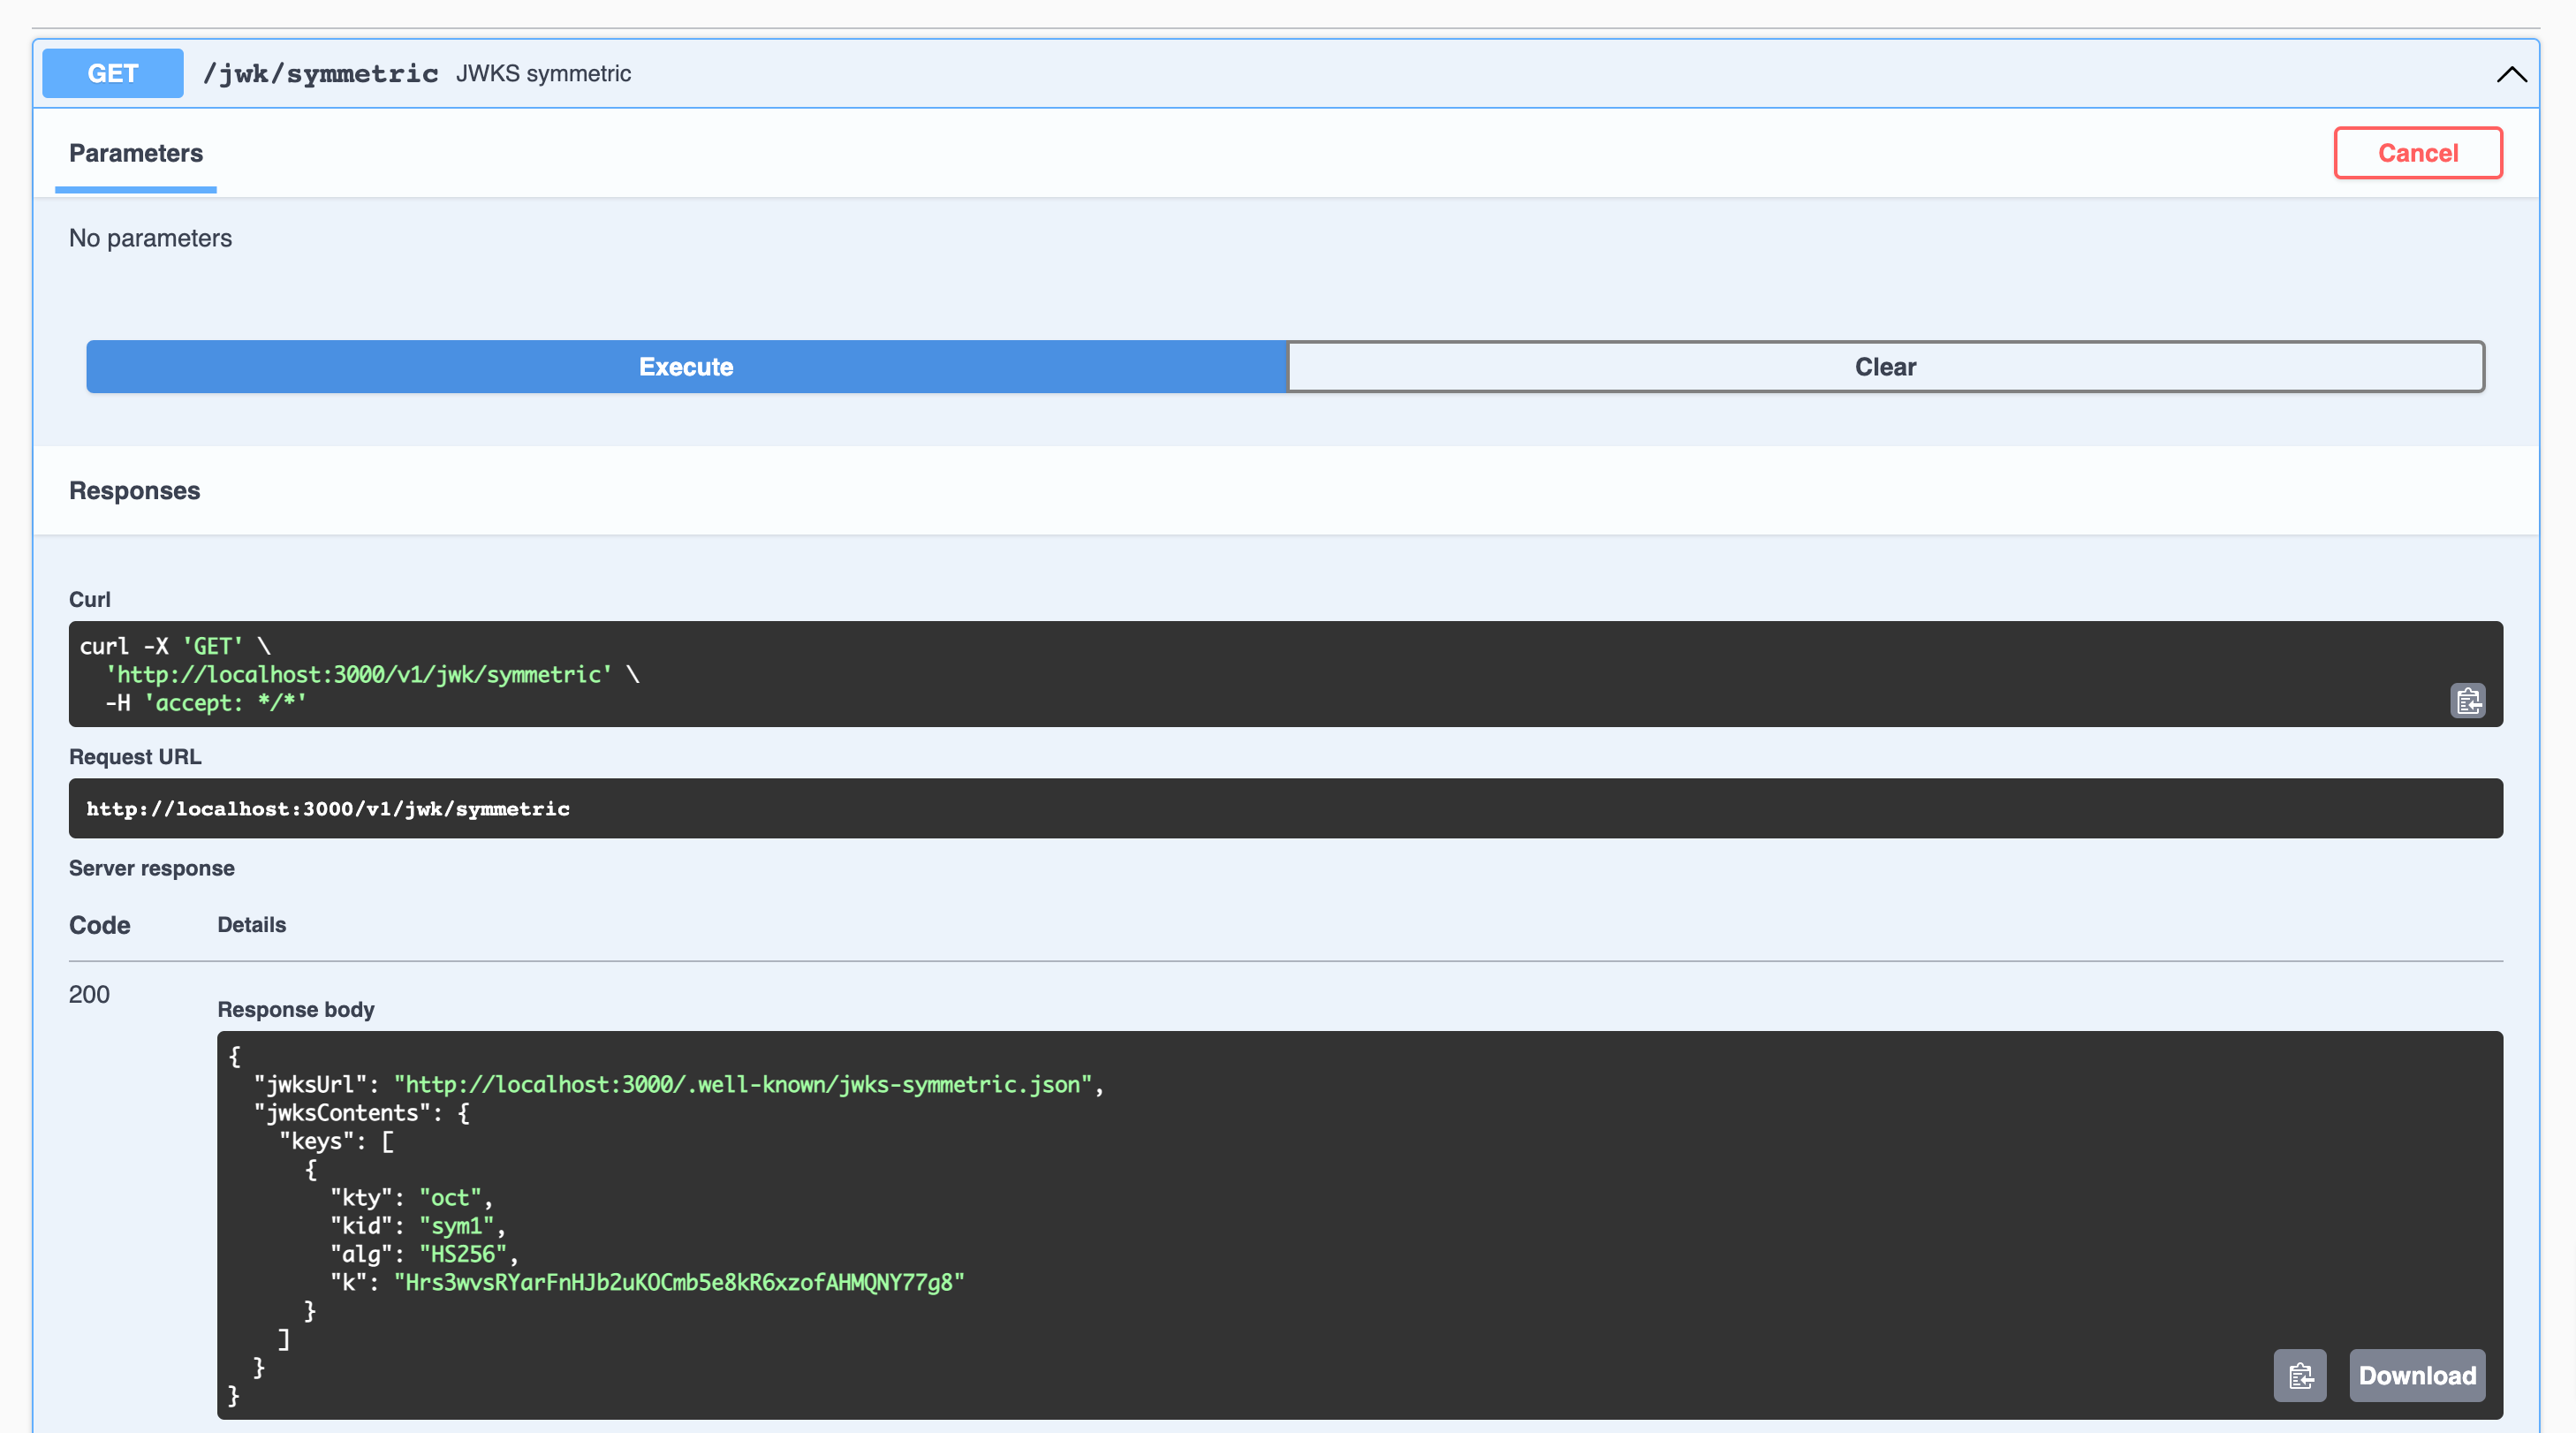 GET /jwk/symmetric JWKS symmetric
Parameters
Cancel
No parameters
Execute
Clear
Responses
Curl
curl -X 'GET' \
  'http://localhost:3000/v1/jwk/symmetric' \
  -H 'accept: */*'
Request URL
http://localhost:3000/v1/jwk/symmetric
Server response
Code Details
200
Response body
{
  "jwksUrl": "http://localhost:3000/.well-known/jwks-symmetric.json",
  "jwksContents": {
    "keys": [
      {
        "kty": "oct",
        "kid": "sym1",
        "alg": "HS256",
        "k": "Hrs3wvsRYarFnHJb2uKOCmb5e8kR6xzofAHMQNY77g8"
      }
    ]
  }
}
Download